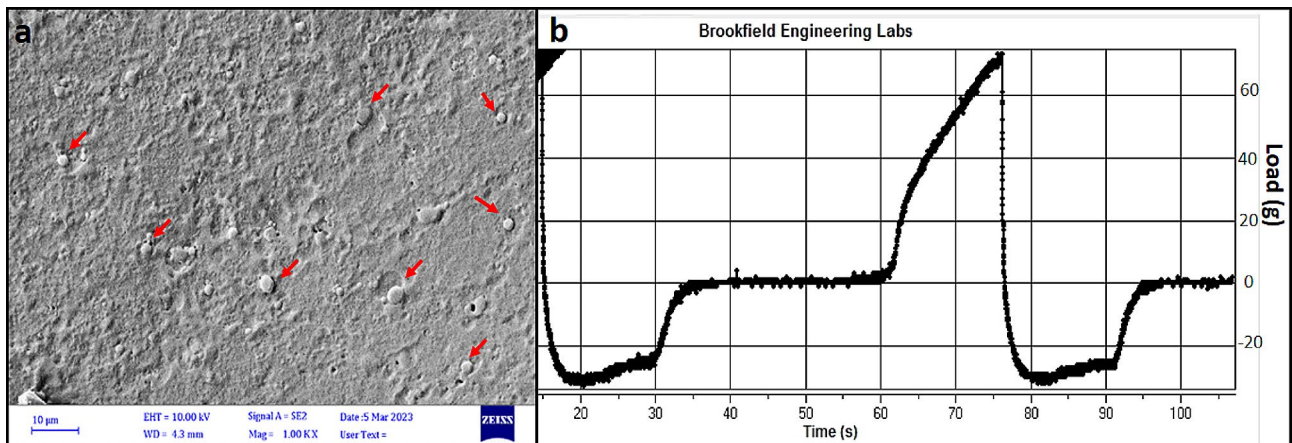 a
10 µm
EHT = 10.00 kV
WD = 4.3 mm
Signal A = SE2
Mag = 1.00 KX
Date :5 Mar 2023
User Text =
ZEISS
b
Brookfield Engineering Labs
60
40
20
0
-20
Load (g)
20 30 40 50 60 70 80 90 100
Time (s)